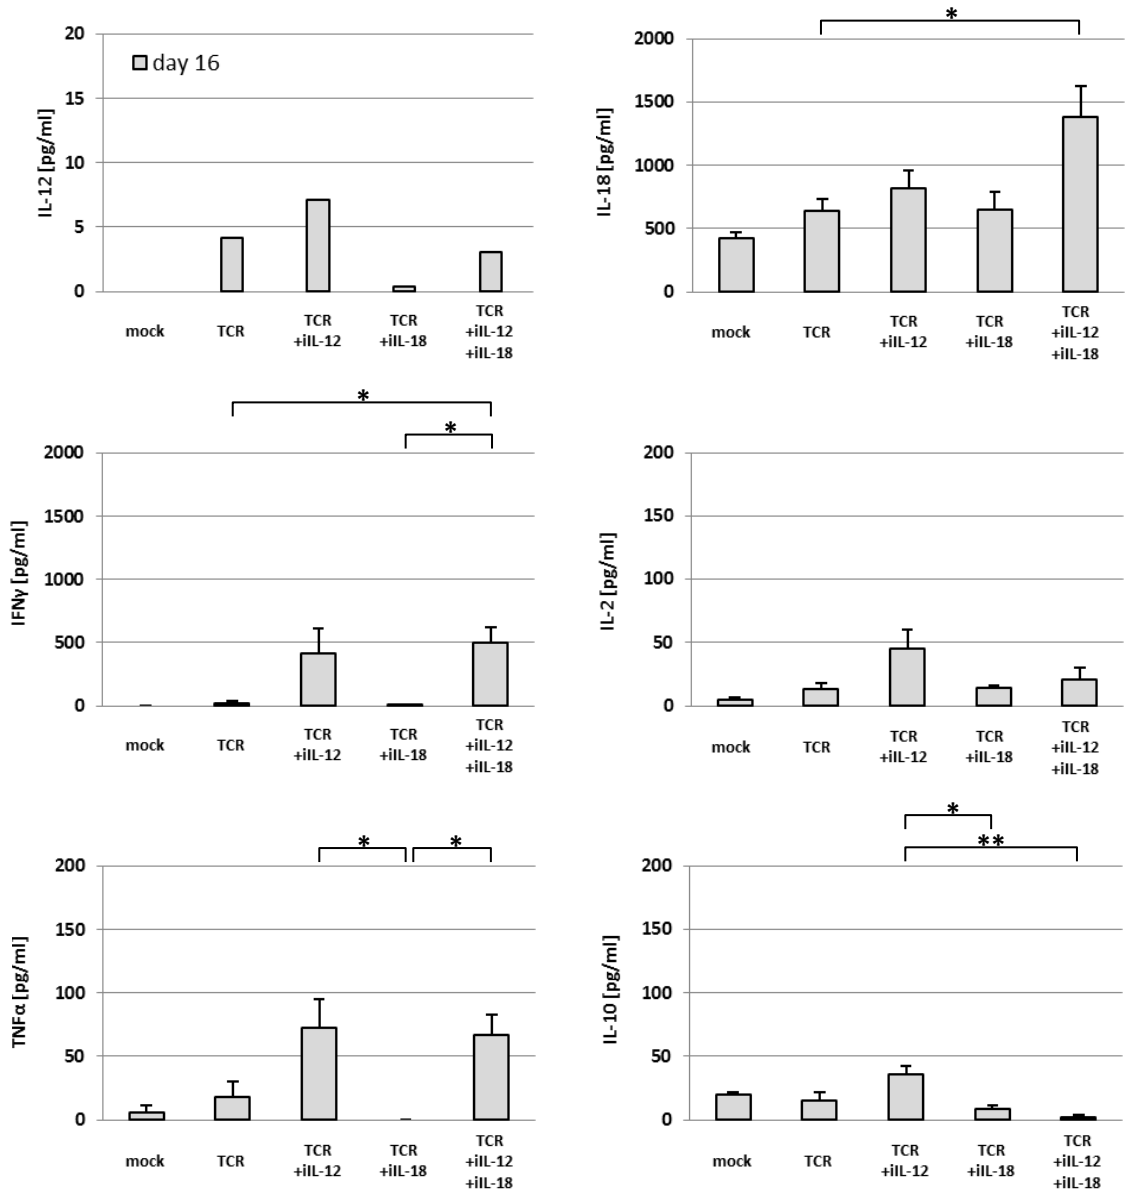 IL-12 [pg/ml]
20
15
10
5
0
day 16
mock
TCR
TCR
+iIL-12
TCR
+iIL-18
TCR
+iIL-12
+iIL-18
*
IL-18 [pg/ml]
2000
1500
1000
500
0
mock
TCR
TCR
+iIL-12
TCR
+iIL-18
TCR
+iIL-12
+iIL-18
*
*
IFNγ [pg/ml]
2000
1500
1000
500
0
mock
TCR
TCR
+iIL-12
TCR
+iIL-18
TCR
+iIL-12
+iIL-18
IL-2 [pg/ml]
200
150
100
50
0
mock
TCR
TCR
+iIL-12
TCR
+iIL-18
TCR
+iIL-12
+iIL-18
* *
TNFα [pg/ml]
200
150
100
50
0
mock
TCR
TCR
+iIL-12
TCR
+iIL-18
TCR
+iIL-12
+iIL-18
*
**
IL-10 [pg/ml]
200
150
100
50
0
mock
TCR
TCR
+iIL-12
TCR
+iIL-18
TCR
+iIL-12
+iIL-18